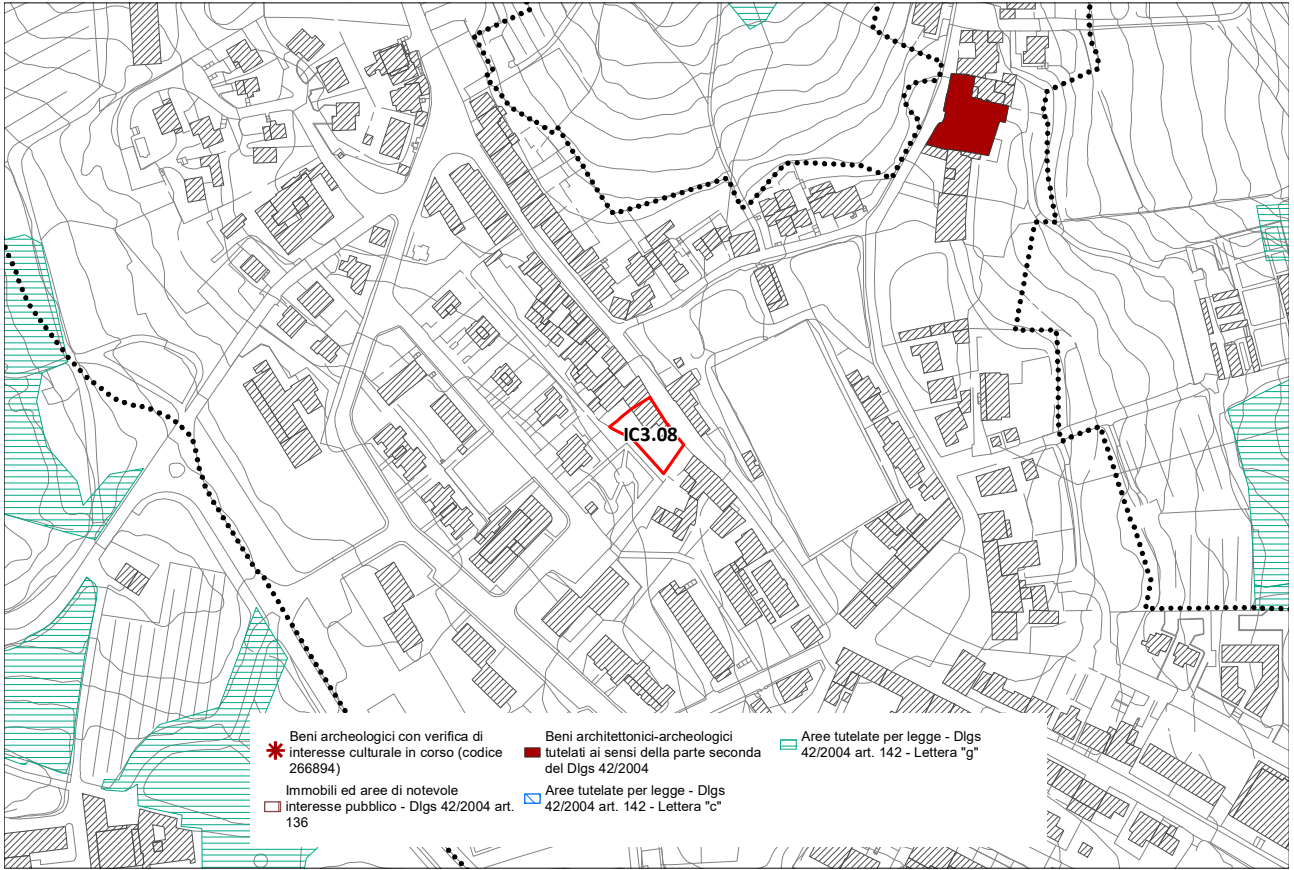 IC3.08
Beni archeologici con verifica di
interesse culturale in corso (codice
266894)
Immobili ed aree di notevole
interesse pubblico - Dlgs 42/2004 art.
136
Beni architettonici-archeologici
tutelati ai sensi della parte seconda
del Dlgs 42/2004
Aree tutelate per legge - Dlgs
42/2004 art. 142 - Lettera "c"
Aree tutelate per legge - Dlgs
42/2004 art. 142 - Lettera "g"